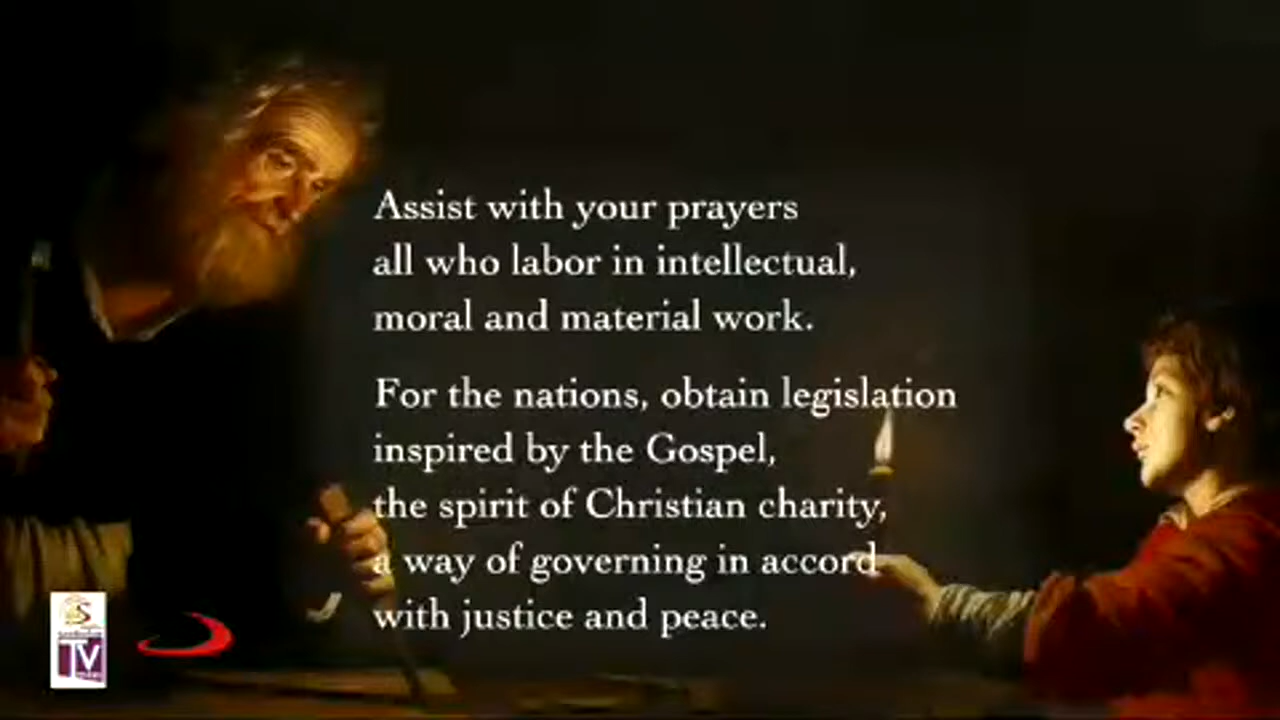 Assist with your prayers
all who labor in intellectual,
moral and material work.
For the nations, obtain legislation
inspired by the Gospel,
the spirit of Christian charity,
a way of governing in accord
with justice and peace.
TV